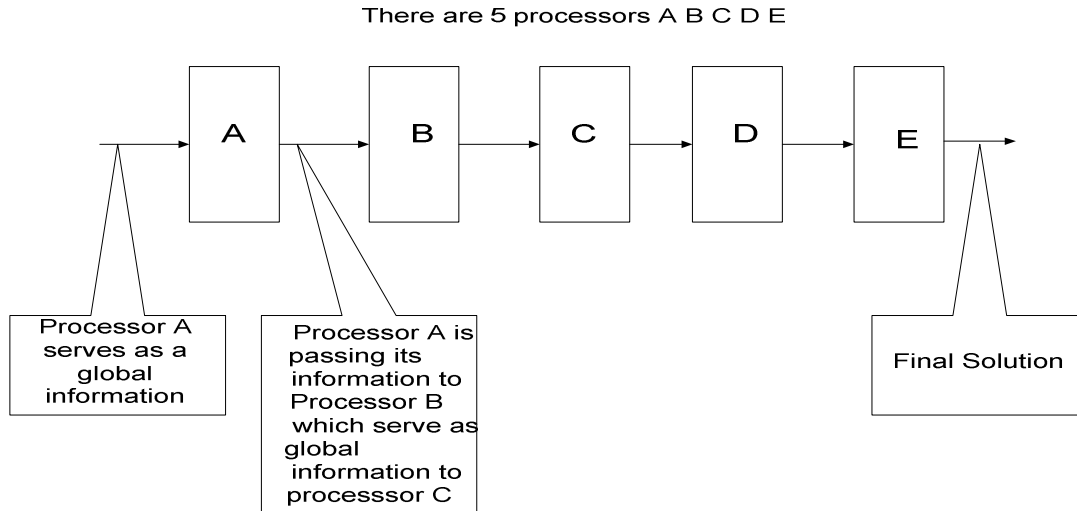 There are 5 processors A B C D E
A
B
C
D
E
Processor A
serves as a
global
information
Processor A is
passing its
information to
Processor B
which serve as
global
information to
processsor C
Final Solution